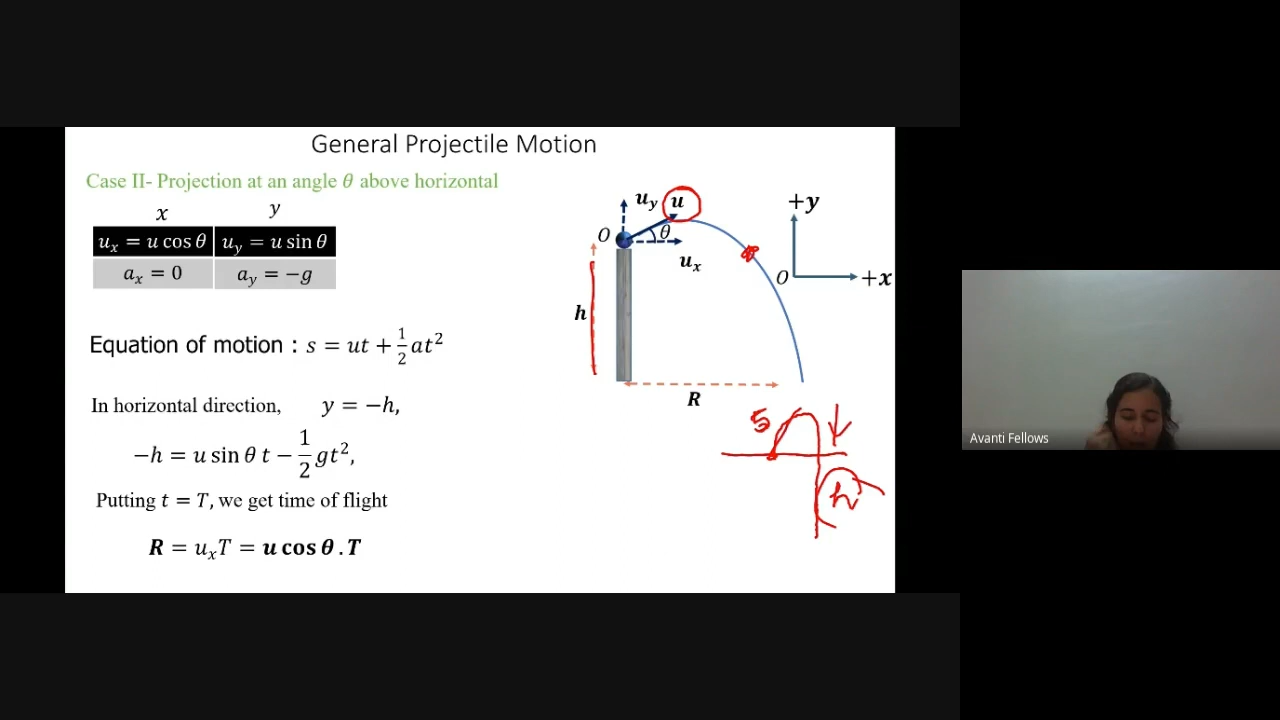 General Projectile Motion
Case II- Projection at an angle θ above horizontal
x y
u_x = u cos θ u_y = u sin θ
a_x = 0 a_y = −g
Equation of motion : s = ut + 1/2 at²
In horizontal direction, y = −h,
−h = u sin θ t − 1/2 gt²,
Putting t = T, we get time of flight
R = u_xT = u cos θ . T
u_y u
O θ
u_x
h
R
+y
O +x
5
h
Avanti Fellows